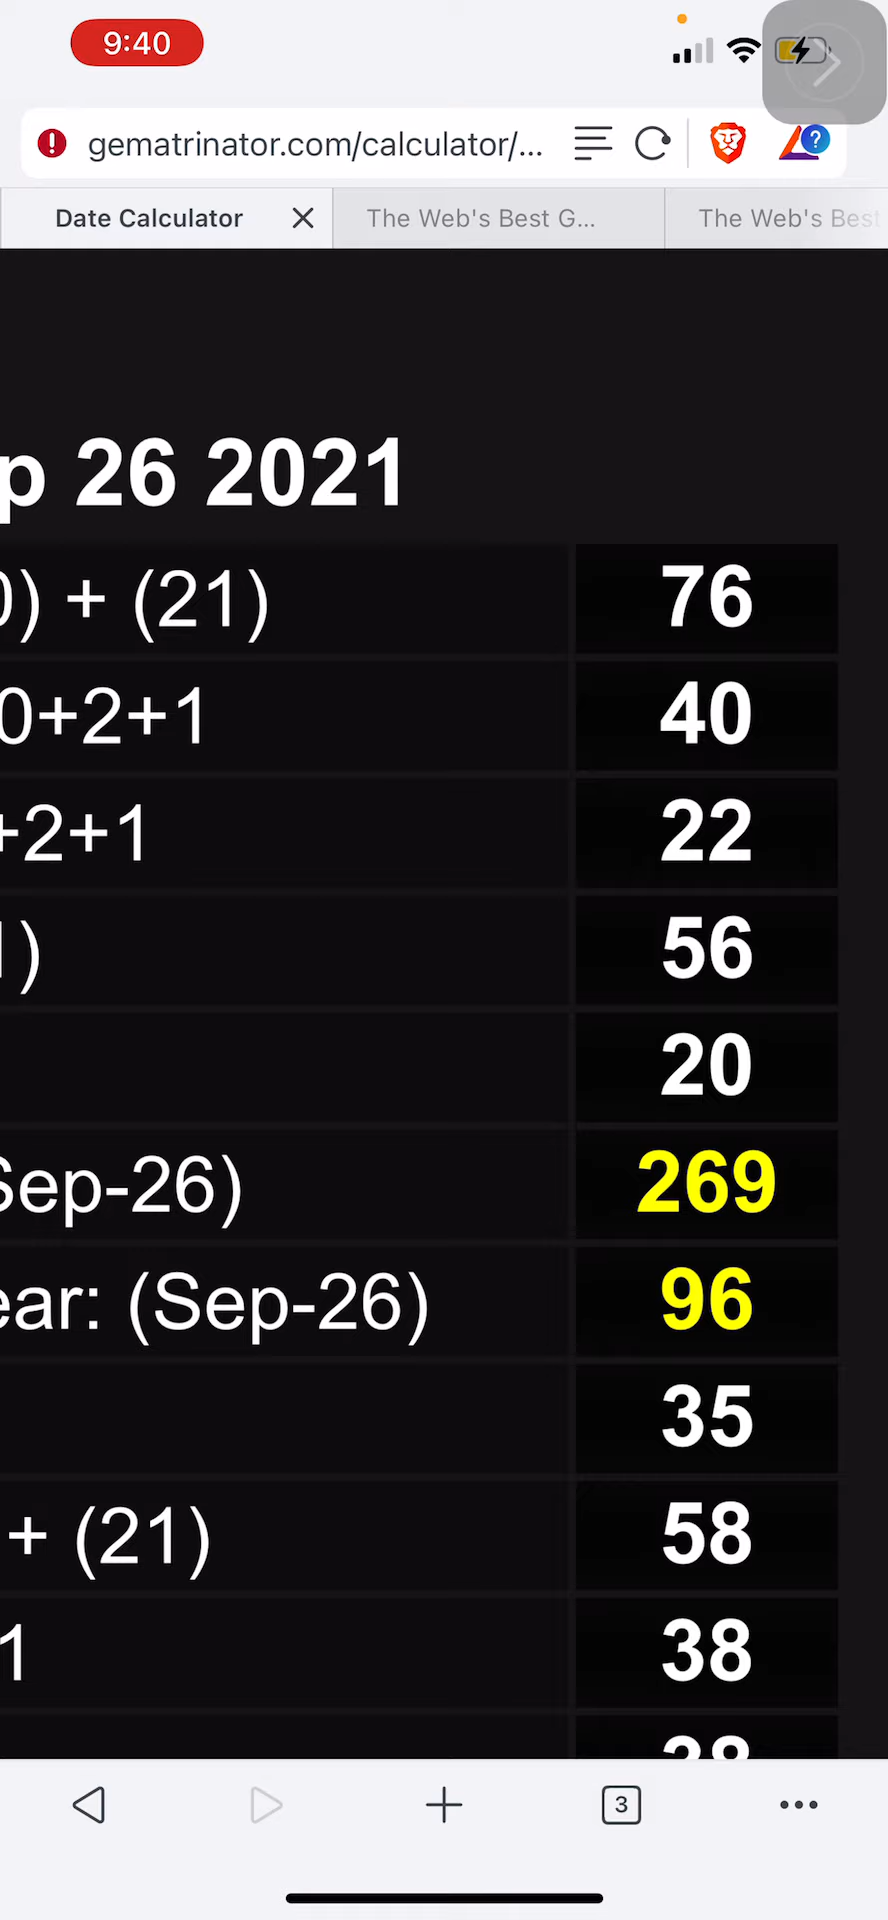 9:40
gematrinator.com/calculator/...
Date Calculator
The Web's Best G...
The Web's Best
p 26 2021
0) + (21) 76
0+2+1 40
+2+1 22
1) 56
20
Sep-26) 269
ear: (Sep-26) 96
35
+ (21) 58
1 38
3